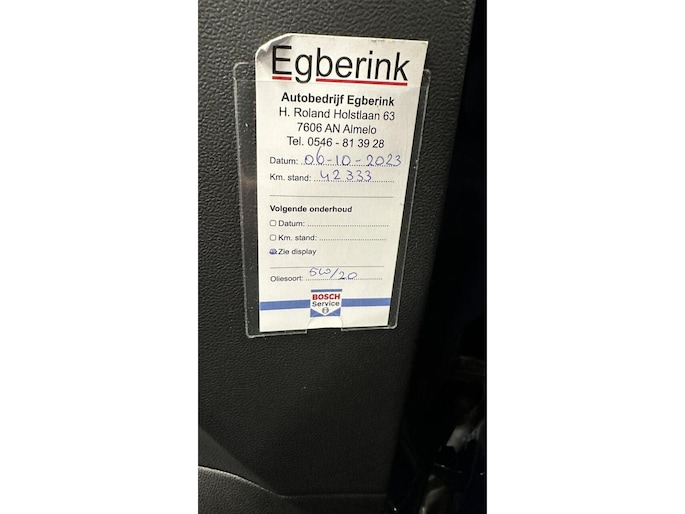 Egberink
Autobedrijf Egberink
H. Roland Holstlaan 63
7606 AN Almelo
Tel. 0546 - 81 39 28
Datum: 06-10-2023
Km. stand: 42333
Volgende onderhoud
Datum:
Km. stand:
Zie display
Oliesoort: 5W/20
BOSCH
Service